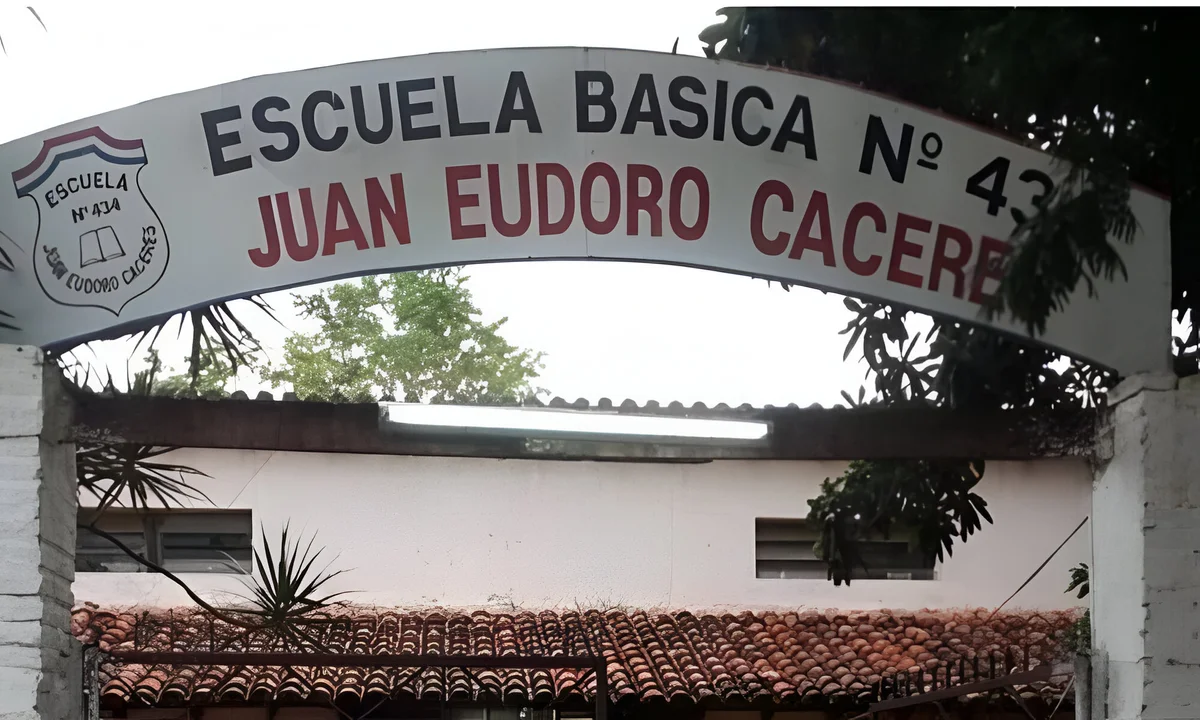 ESCUELA BASICA Nº 43
JUAN EUDORO CACERE
ESCUELA
Nº 434
JUAN EUDORO CACERES